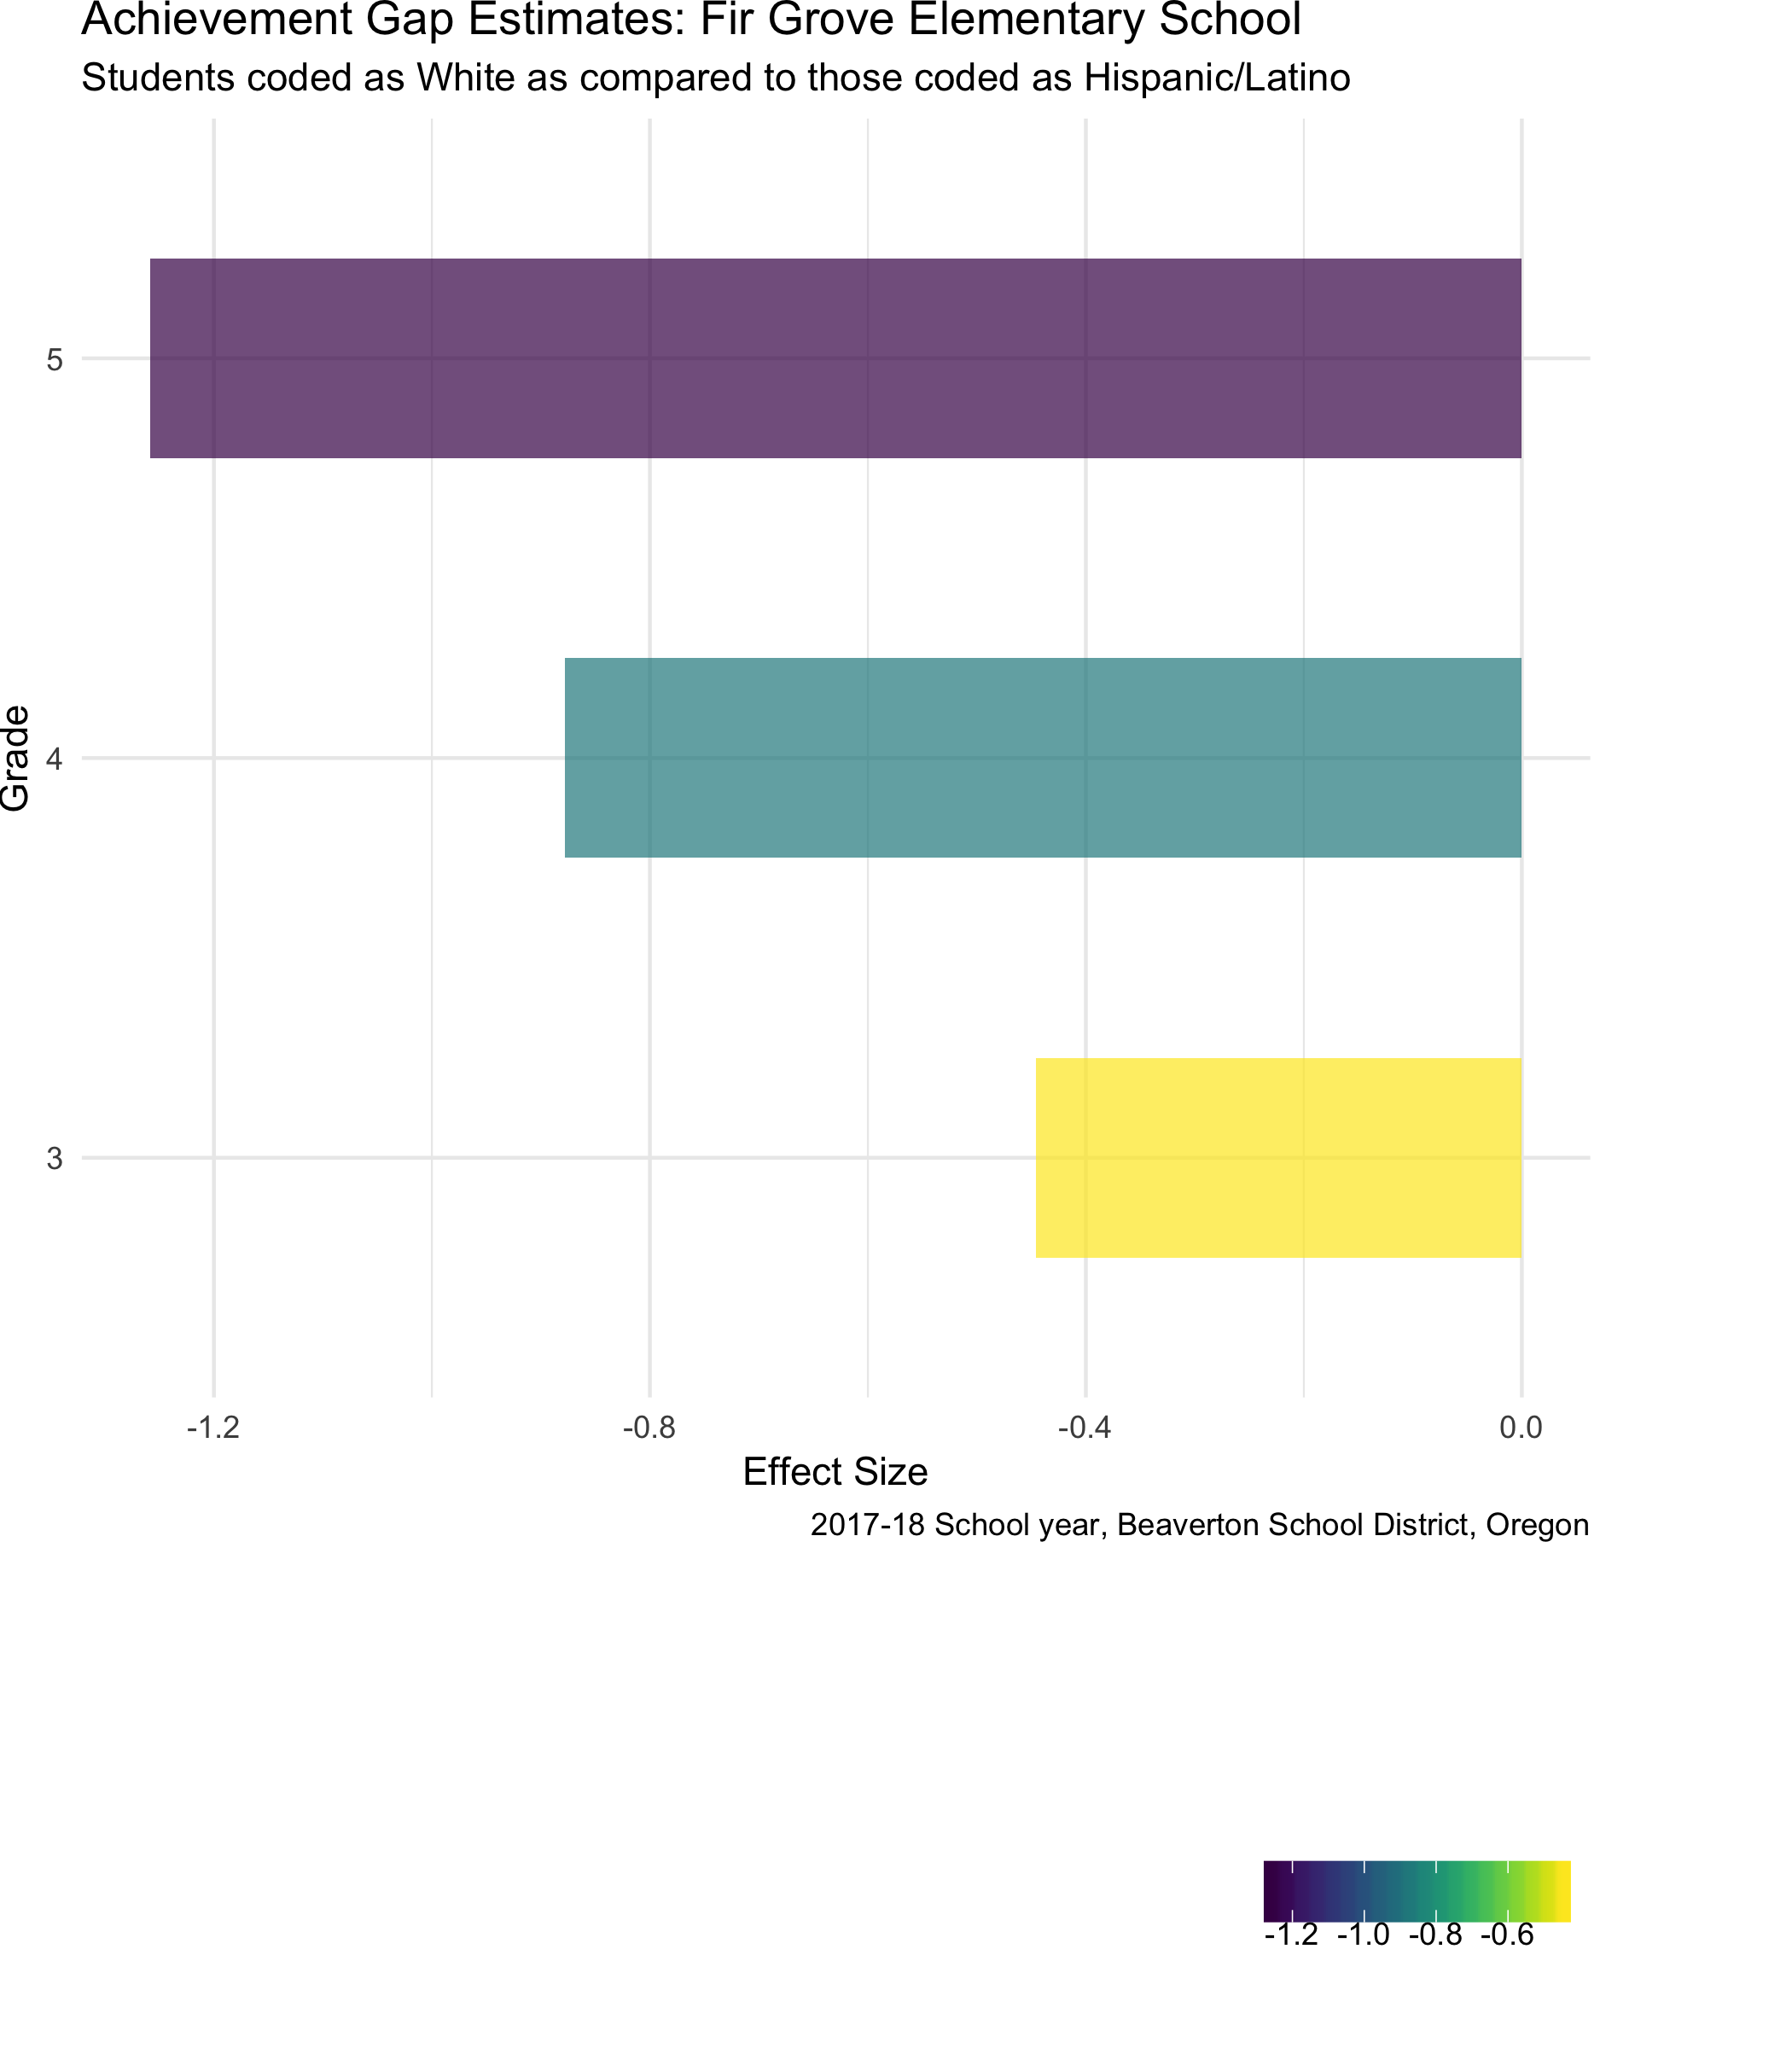 Achievement Gap Estimates: Fir Grove Elementary School
Students coded as White as compared to those coded as Hispanic/Latino
5
4
3
Grade
-1.2 -0.8 -0.4 0.0
Effect Size
2017-18 School year, Beaverton School District, Oregon
-1.2 -1.0 -0.8 -0.6